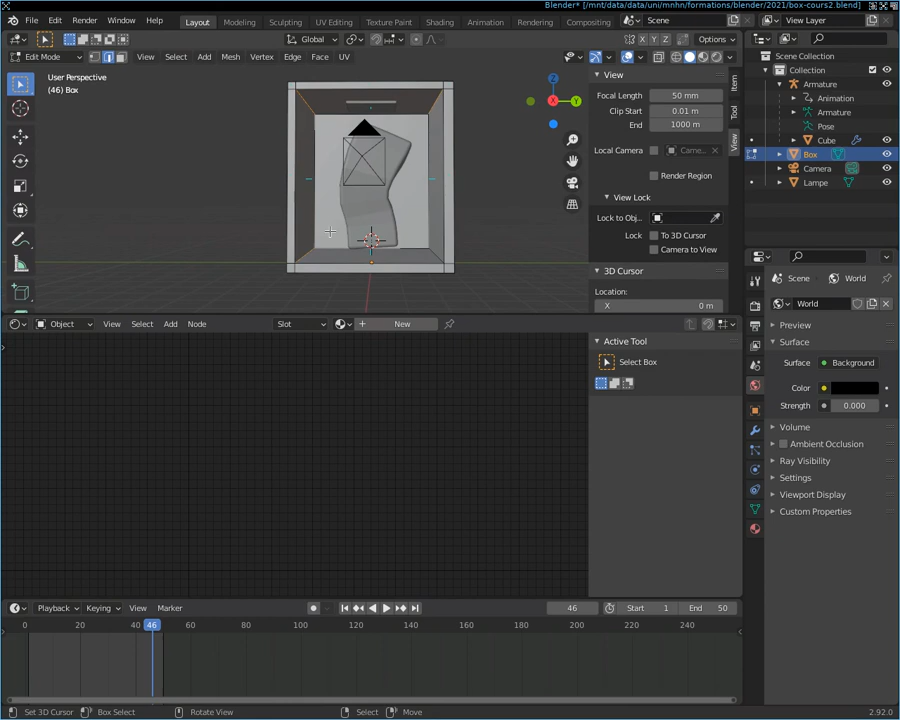 Blender* [/mnt/data/data/uni/mnhn/formations/blender/2021/box-cours2.blend]
File Edit Render Window Help Layout Modeling Sculpting UV Editing Texture Paint Shading Animation Rendering Compositing Scene View Layer
Global X Y Z Options
Edit Mode View Select Add Mesh Vertex Edge Face UV
User Perspective
(46) Box
Z
X
Y
View
Focal Length 50 mm
Clip Start 0.01 m
End 1000 m
Local Camera Came...
Render Region
View Lock
Lock to Obj...
Lock To 3D Cursor
Camera to View
3D Cursor
Location:
X 0 m
Item
Tool
View
Scene Collection
Collection
Armature
Animation
Armature
Pose
Cube
Box
Camera
Lampe
Object View Select Add Node Slot New
Active Tool
Select Box
Scene World
World
Preview
Surface
Surface Background
Color
Strength 0.000
Volume
Ambient Occlusion
Ray Visibility
Settings
Viewport Display
Custom Properties
Playback Keying View Marker 46 Start 1 End 50
0 20 40 46 60 80 100 120 140 160 180 200 220 240
Set 3D Cursor Box Select Rotate View Select Move 2.92.0